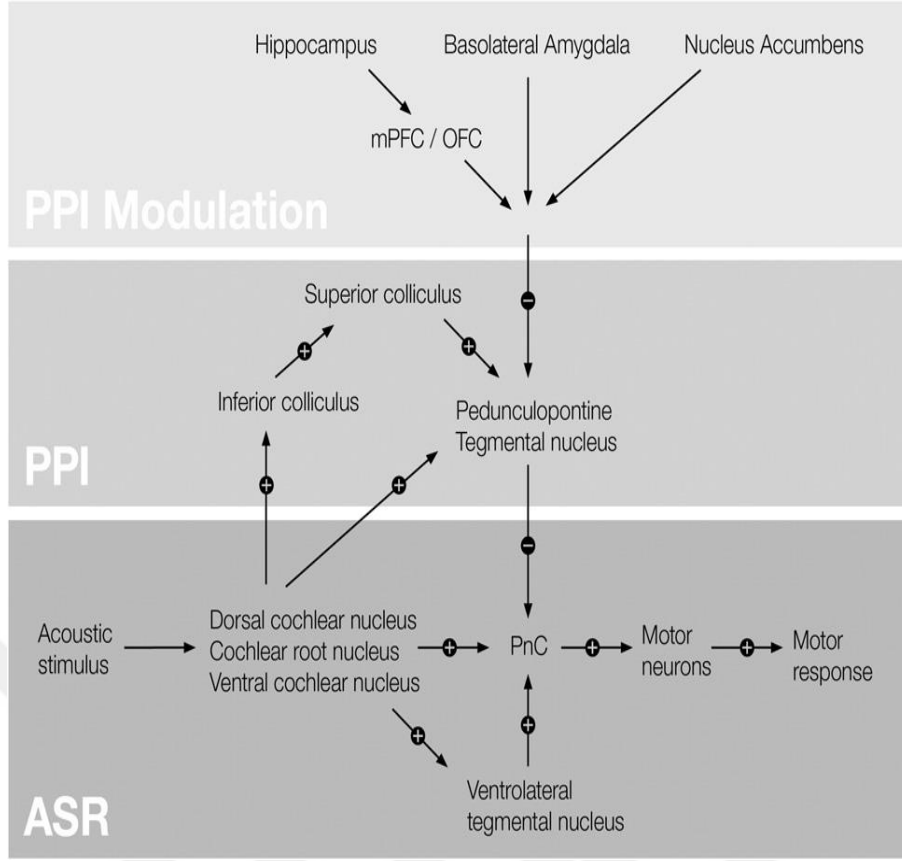 Hippocampus
Basolateral Amygdala
Nucleus Accumbens
mPFC / OFC
PPI Modulation
−
Superior colliculus
+
+
Inferior colliculus
Pedunculopontine
Tegmental nucleus
PPI
+
+
−
Acoustic
stimulus
Dorsal cochlear nucleus
Cochlear root nucleus
Ventral cochlear nucleus
+
PnC
+
Motor
neurons
+
Motor
response
+
+
Ventrolateral
tegmental nucleus
ASR